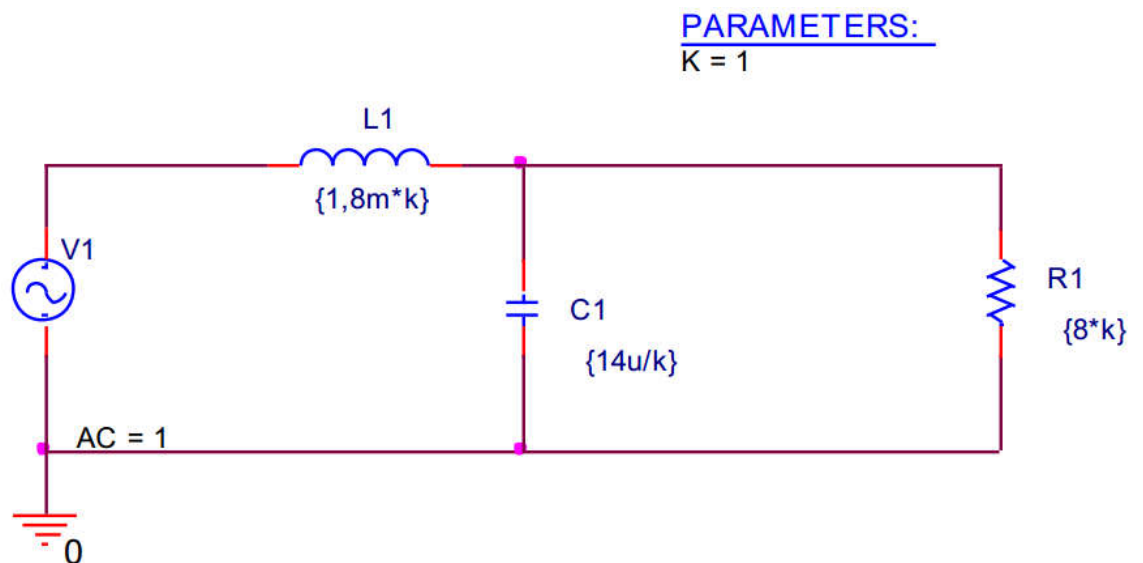 PARAMETERS:
K = 1
L1
{1,8m*k}
V1
C1
{14u/k}
R1
{8*k}
AC = 1
0